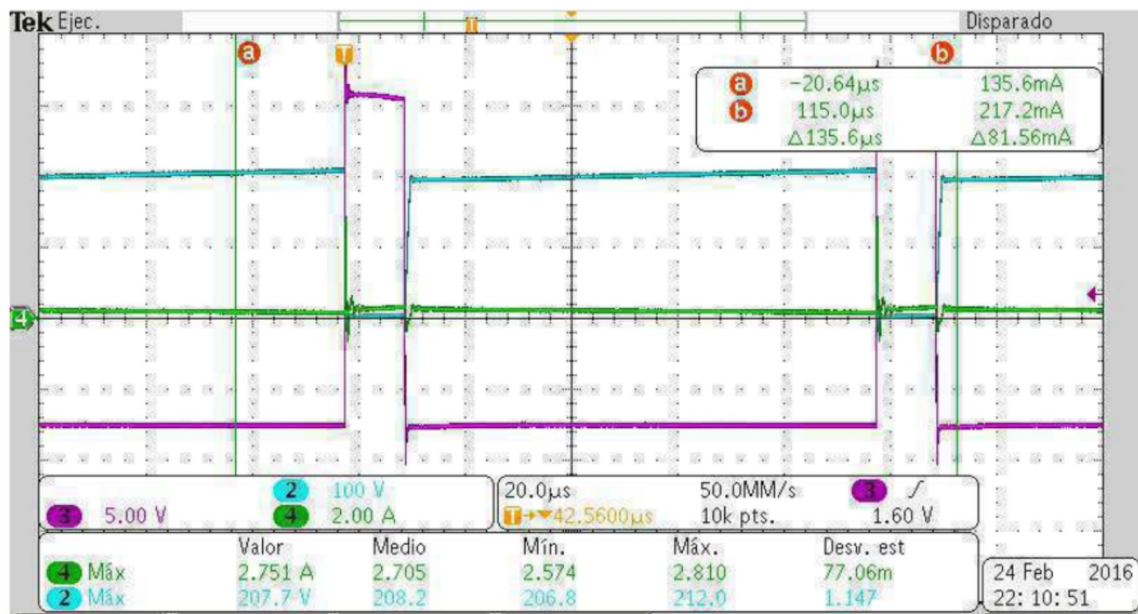 Tek Ejec. Disparado
T
a T b
a −20.64µs 135.6mA
b 115.0µs 217.2mA
Δ135.6µs Δ81.56mA
4
2 100 V 20.0µs 50.0MM/s 3
3 5.00 V 4 2.00 A T→▼42.5600µs 10k pts. 1.60 V
Valor Medio Mín. Máx. Desv. est
4 Máx 2.751 A 2.705 2.574 2.810 77.06m
2 Máx 207.7 V 208.2 206.8 212.0 1.147
24 Feb 2016
22: 10: 51